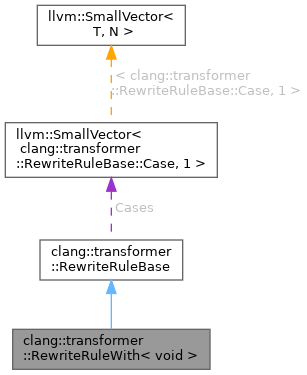 llvm::SmallVector<
T, N >
< clang::transformer
::RewriteRuleBase::Case, 1 >
llvm::SmallVector<
clang::transformer
::RewriteRuleBase::Case, 1 >
Cases
clang::transformer
::RewriteRuleBase
clang::transformer
::RewriteRuleWith< void >